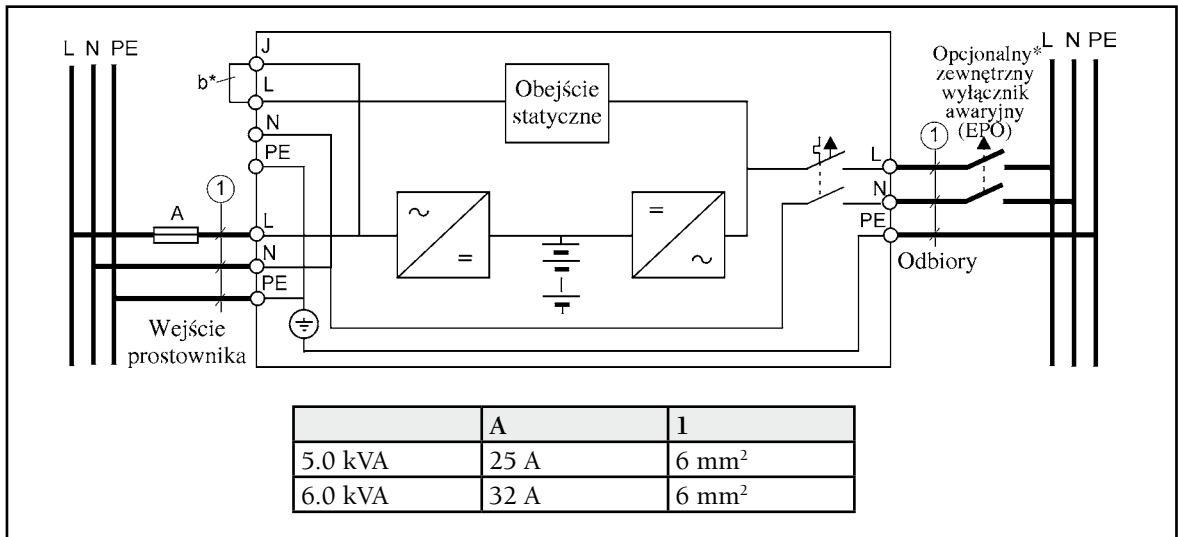 L N PE
J
b*
L
N
PE
1
A
L
N
PE
Wejście
prostownika
Obejście
statyczne
~
=
=
~
Opcjonalny*
zewnętrzny
wyłącznik
awaryjny
(EPO)
L N PE
1
L
N
PE
Odbiory
A 1
5.0 kVA 25 A 6 mm²
6.0 kVA 32 A 6 mm²